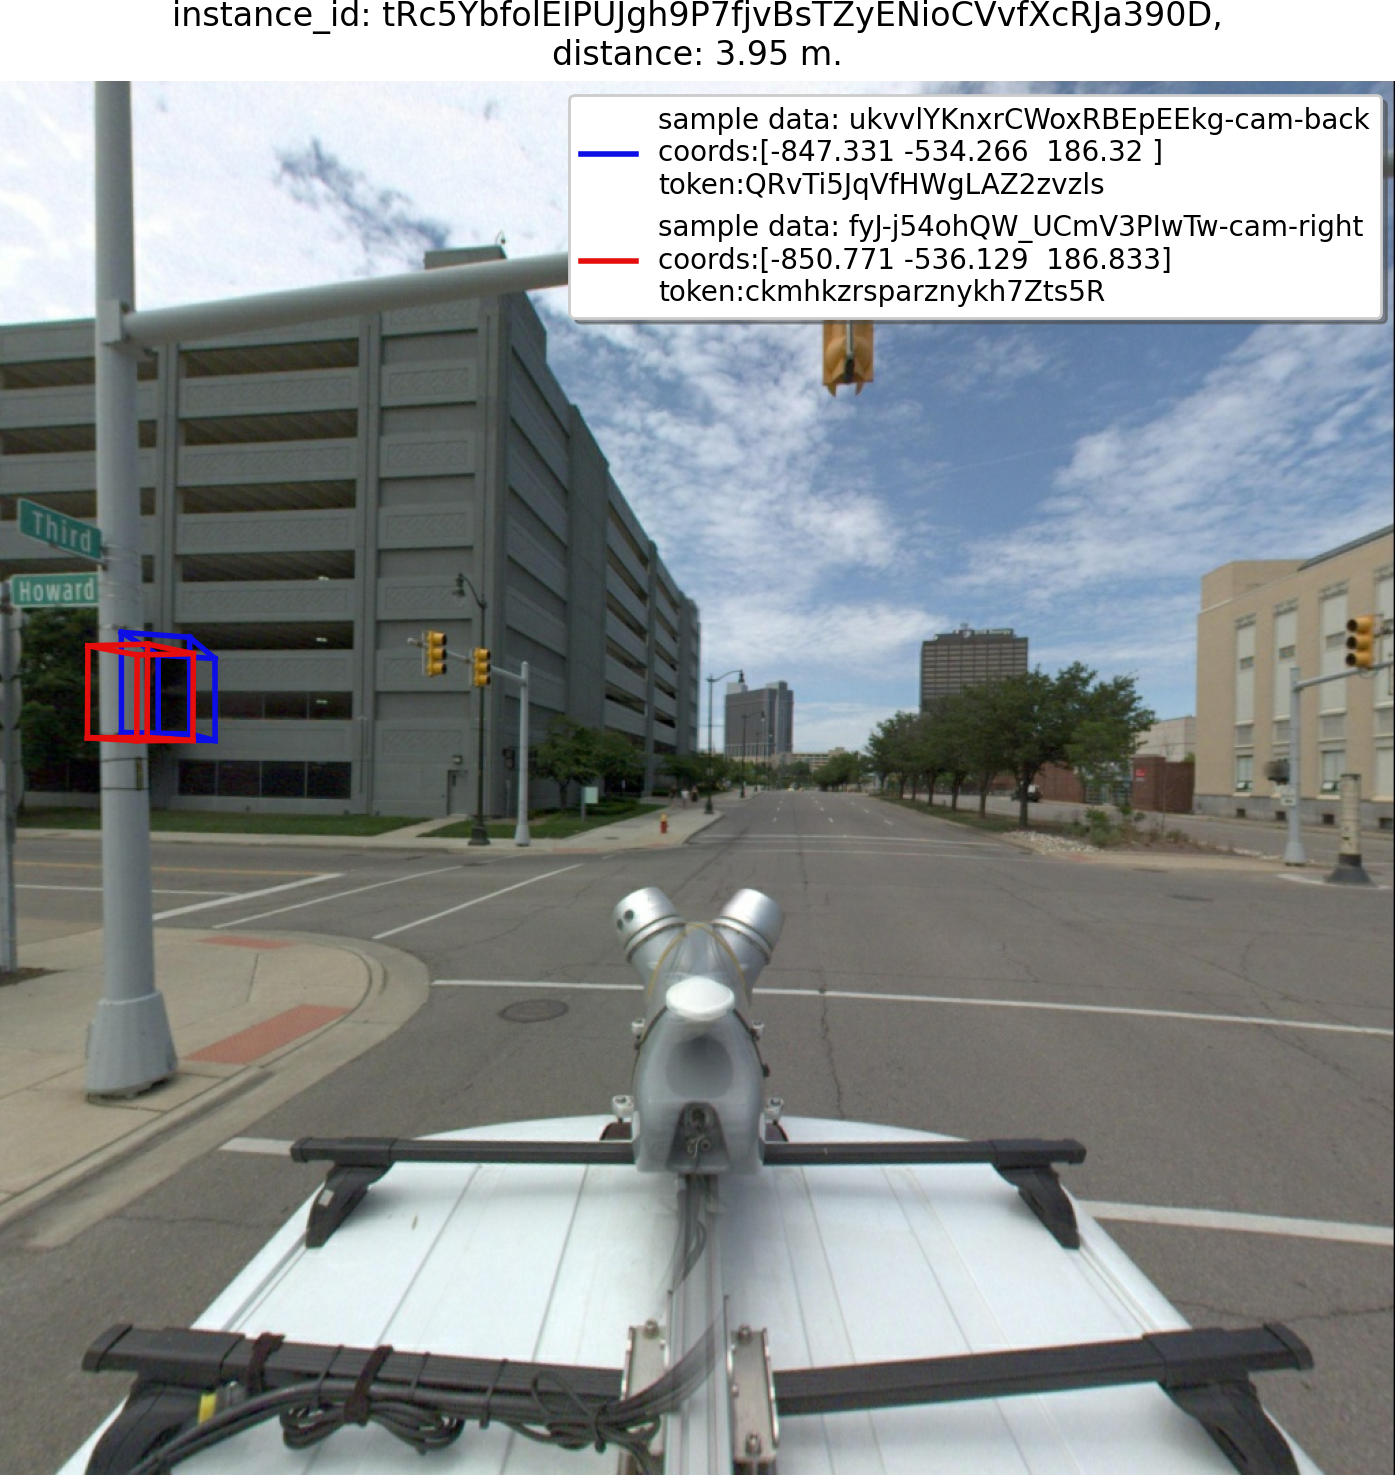 instance_id: tRc5YbfolEIPUJgh9P7fjvBsTZyENioCVvfXcRJa390D,
distance: 3.95 m.
sample data: ukvvlYKnxrCWoxRBEpEEkg-cam-back
coords:[-847.331 -534.266  186.32 ]
token:QRvTi5JqVfHWgLAZ2zvzls
sample data: fyJ-j54ohQW_UCmV3PIwTw-cam-right
coords:[-850.771 -536.129  186.833]
token:ckmhkzrsparznykh7Zts5R
Third
Howard